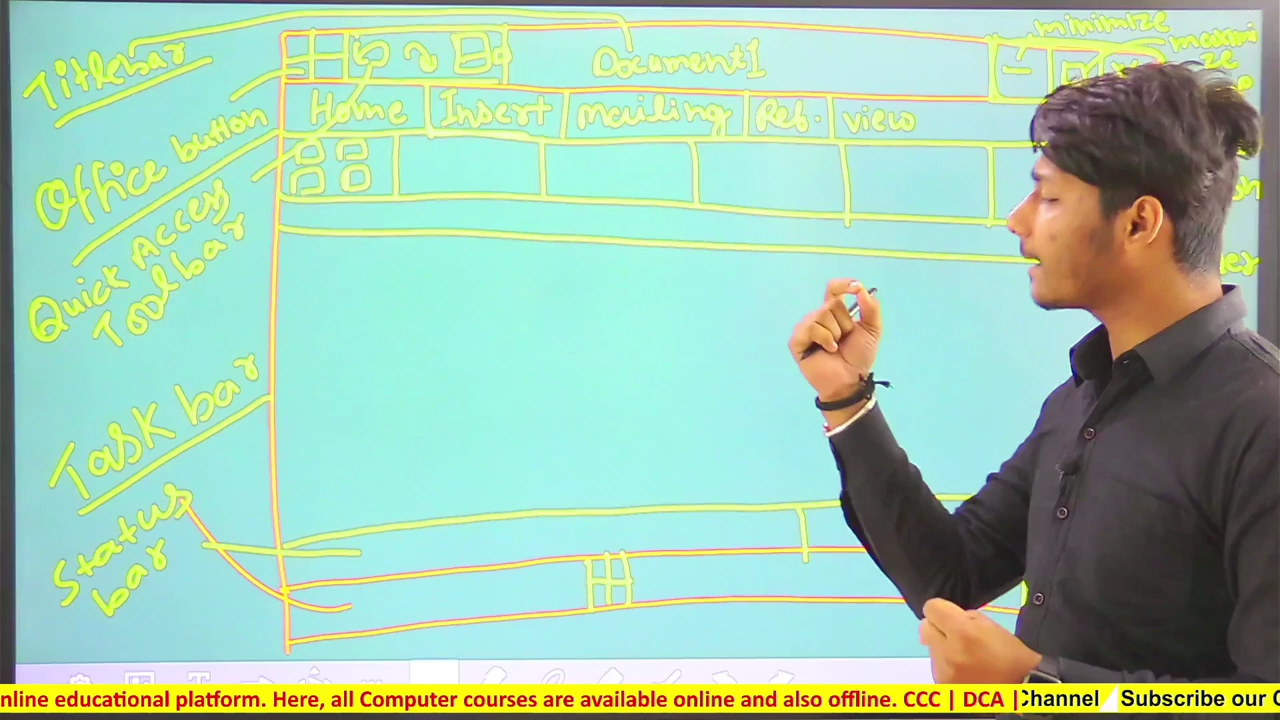 Titlebar
Office button
Quick Access
Toolbar
Task bar
Status
bar
Document1
minimize
Home Insert mailing Ref. view
nline educational platform. Here, all Computer courses are available online and also offline. CCC | DCA |
Channel Subscribe our